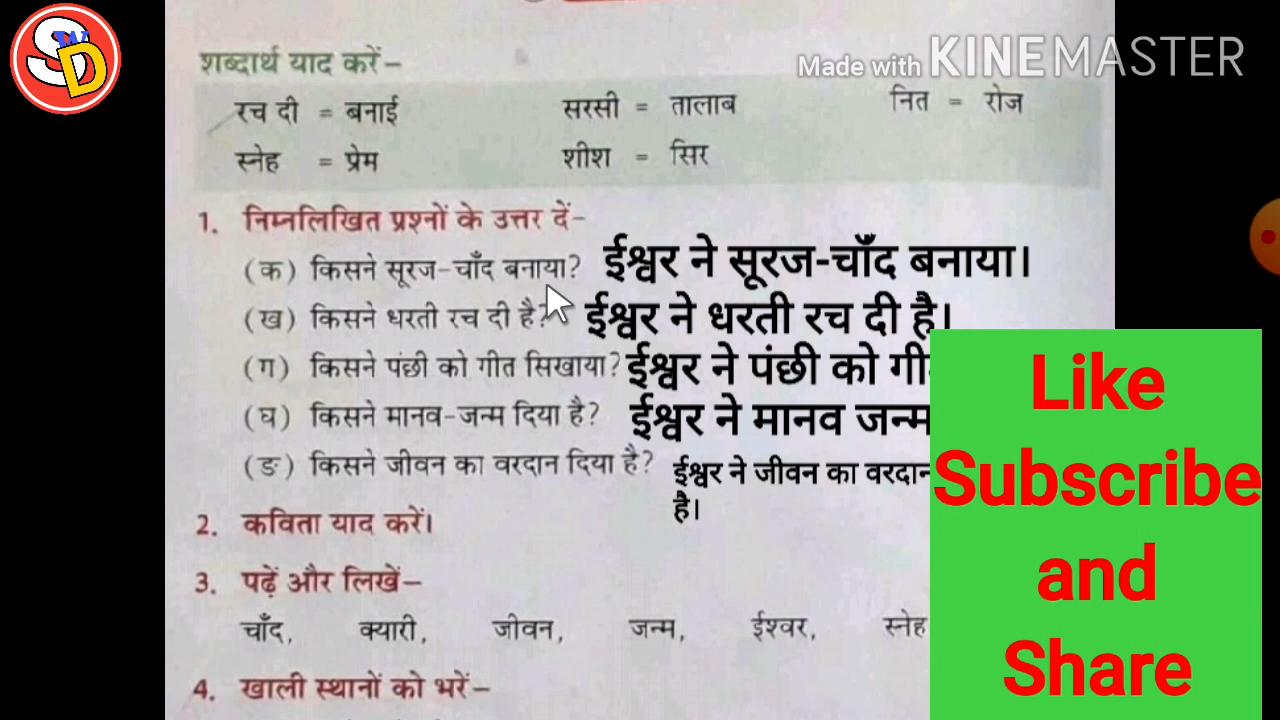 SWD
Made with KINEMASTER
शब्दार्थ याद करें–
रच दी = बनाई सरसी = तालाब नित = रोज
स्नेह = प्रेम शीश = सिर
1. निम्नलिखित प्रश्नों के उत्तर दें–
(क) किसने सूरज-चाँद बनाया? ईश्वर ने सूरज-चाँद बनाया।
(ख) किसने धरती रच दी है? ईश्वर ने धरती रच दी है।
(ग) किसने पंछी को गीत सिखाया? ईश्वर ने पंछी को
(घ) किसने मानव-जन्म दिया है? ईश्वर ने मानव जन्म
(ङ) किसने जीवन का वरदान दिया है? ईश्वर ने जीवन का वरदान
है।
2. कविता याद करें।
3. पढ़ें और लिखें–
चाँद, क्यारी, जीवन, जन्म, ईश्वर, स्नेह
4. खाली स्थानों को भरें–
Like
Subscribe
and
Share